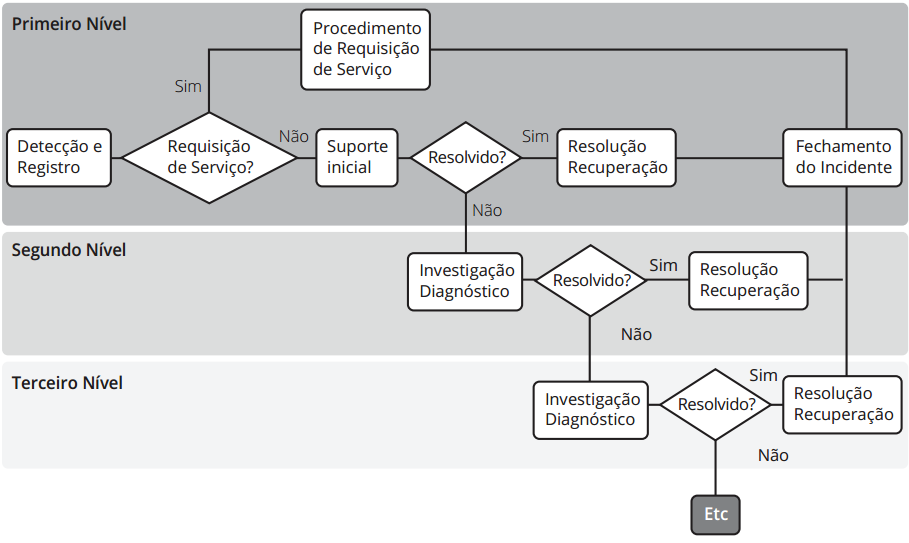 Primeiro Nível
Procedimento
de Requisição
de Serviço
Sim
Detecção e
Registro
Requisição
de Serviço?
Não
Suporte
inicial
Resolvido?
Sim
Resolução
Recuperação
Fechamento
do Incidente
Não
Segundo Nível
Investigação
Diagnóstico
Resolvido?
Sim
Resolução
Recuperação
Não
Terceiro Nível
Investigação
Diagnóstico
Resolvido?
Sim
Resolução
Recuperação
Não
Etc